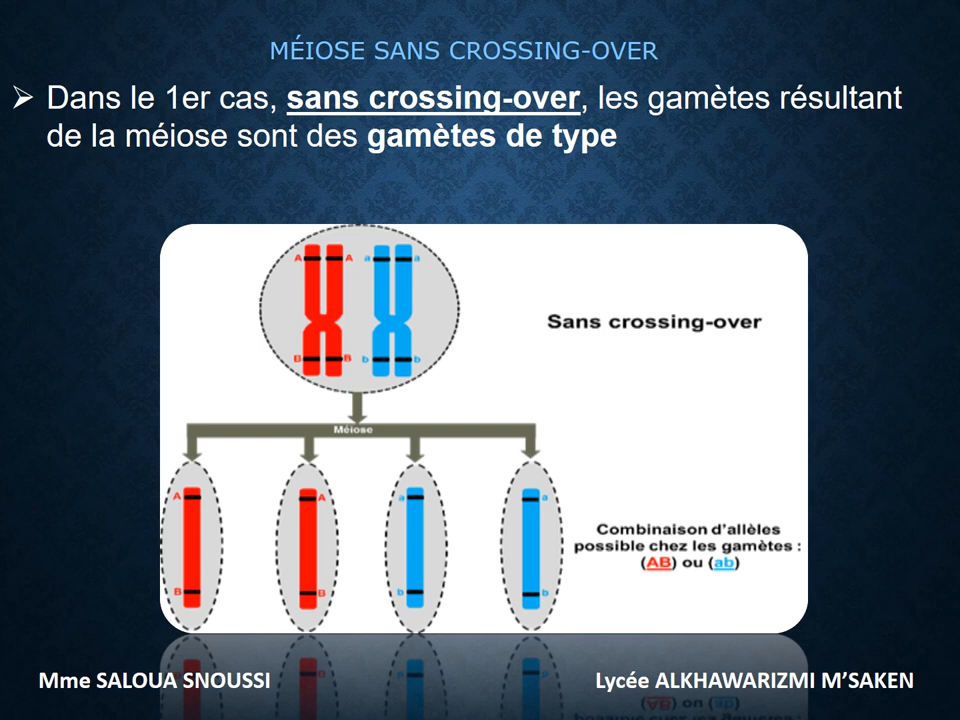 MÉIOSE SANS CROSSING-OVER
➢ Dans le 1er cas, sans crossing-over, les gamètes résultant
de la méiose sont des gamètes de type
A A a a
Sans crossing-over
B B b b
Méiose
A A a a
Combinaison d'allèles
possible chez les gamètes :
(AB) ou (ab)
B B b b
Mme SALOUA SNOUSSI
Lycée ALKHAWARIZMI M'SAKEN